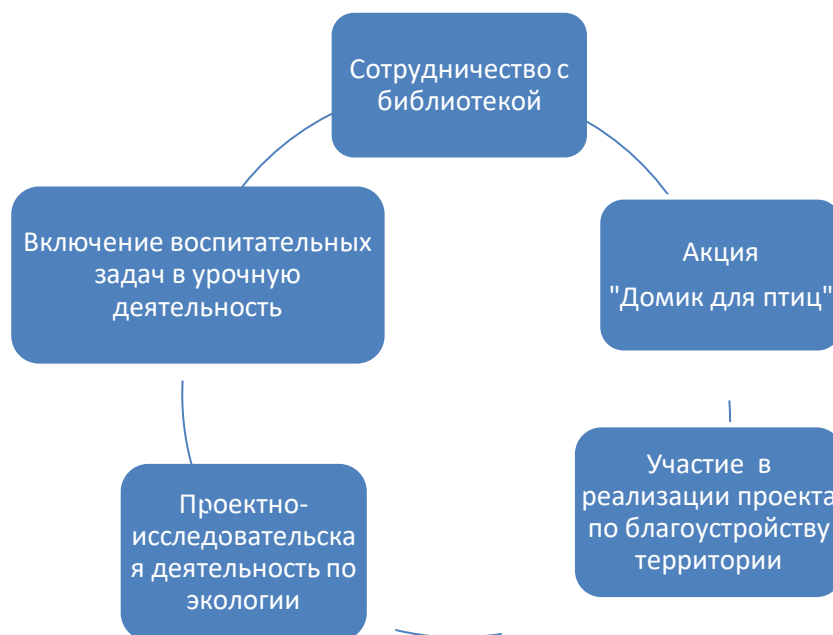 Сотрудничество с
библиотекой
Включение воспитательных
задач в урочную
деятельность
Акция
"Домик для птиц"
Проектно-
исследовательска
я деятельность по
экологии
Участие в
реализации проекта
по благоустройству
территории